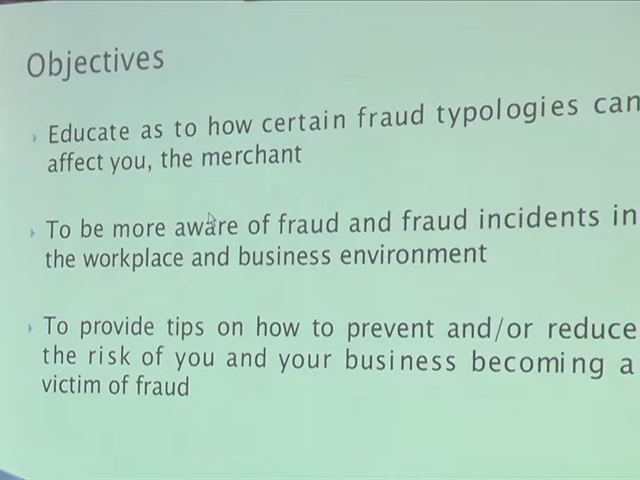 Objectives
Educate as to how certain fraud typologies can
affect you, the merchant
To be more aware of fraud and fraud incidents in
the workplace and business environment
To provide tips on how to prevent and/or reduce
the risk of you and your business becoming a
victim of fraud